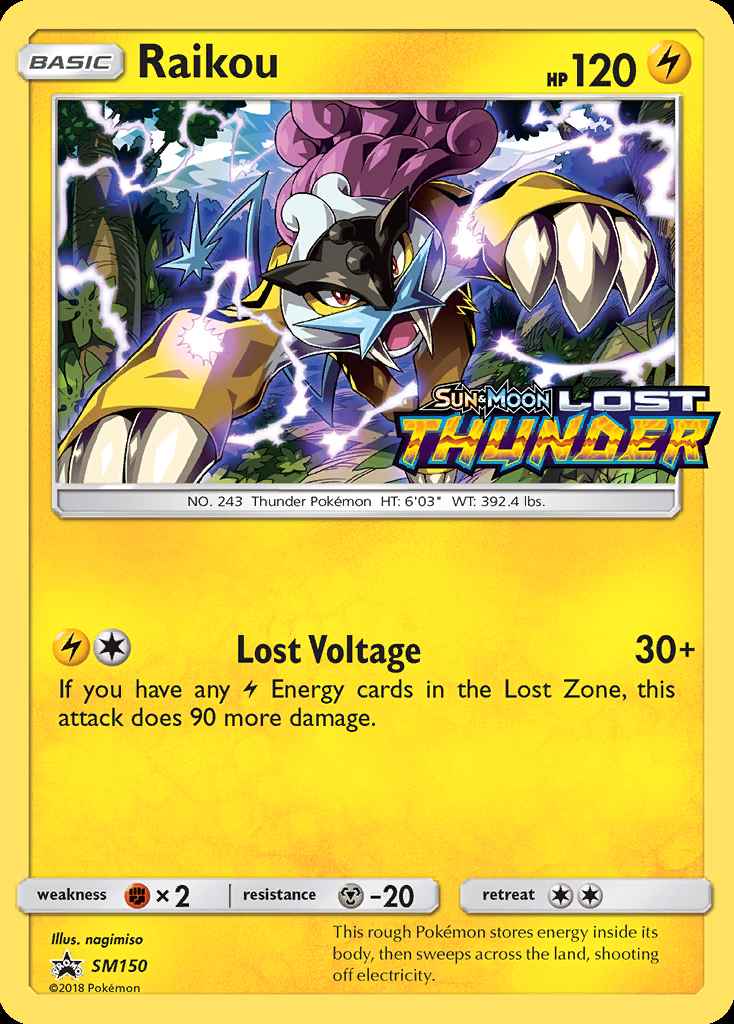 BASIC Raikou HP 120
SUN & MOON LOST
THUNDER
NO. 243 Thunder Pokémon HT: 6'03" WT: 392.4 lbs.
Lost Voltage 30+
If you have any Energy cards in the Lost Zone, this
attack does 90 more damage.
weakness × 2 resistance -20 retreat
Illus. nagimiso
PROMO SM150
©2018 Pokémon
This rough Pokémon stores energy inside its
body, then sweeps across the land, shooting
off electricity.